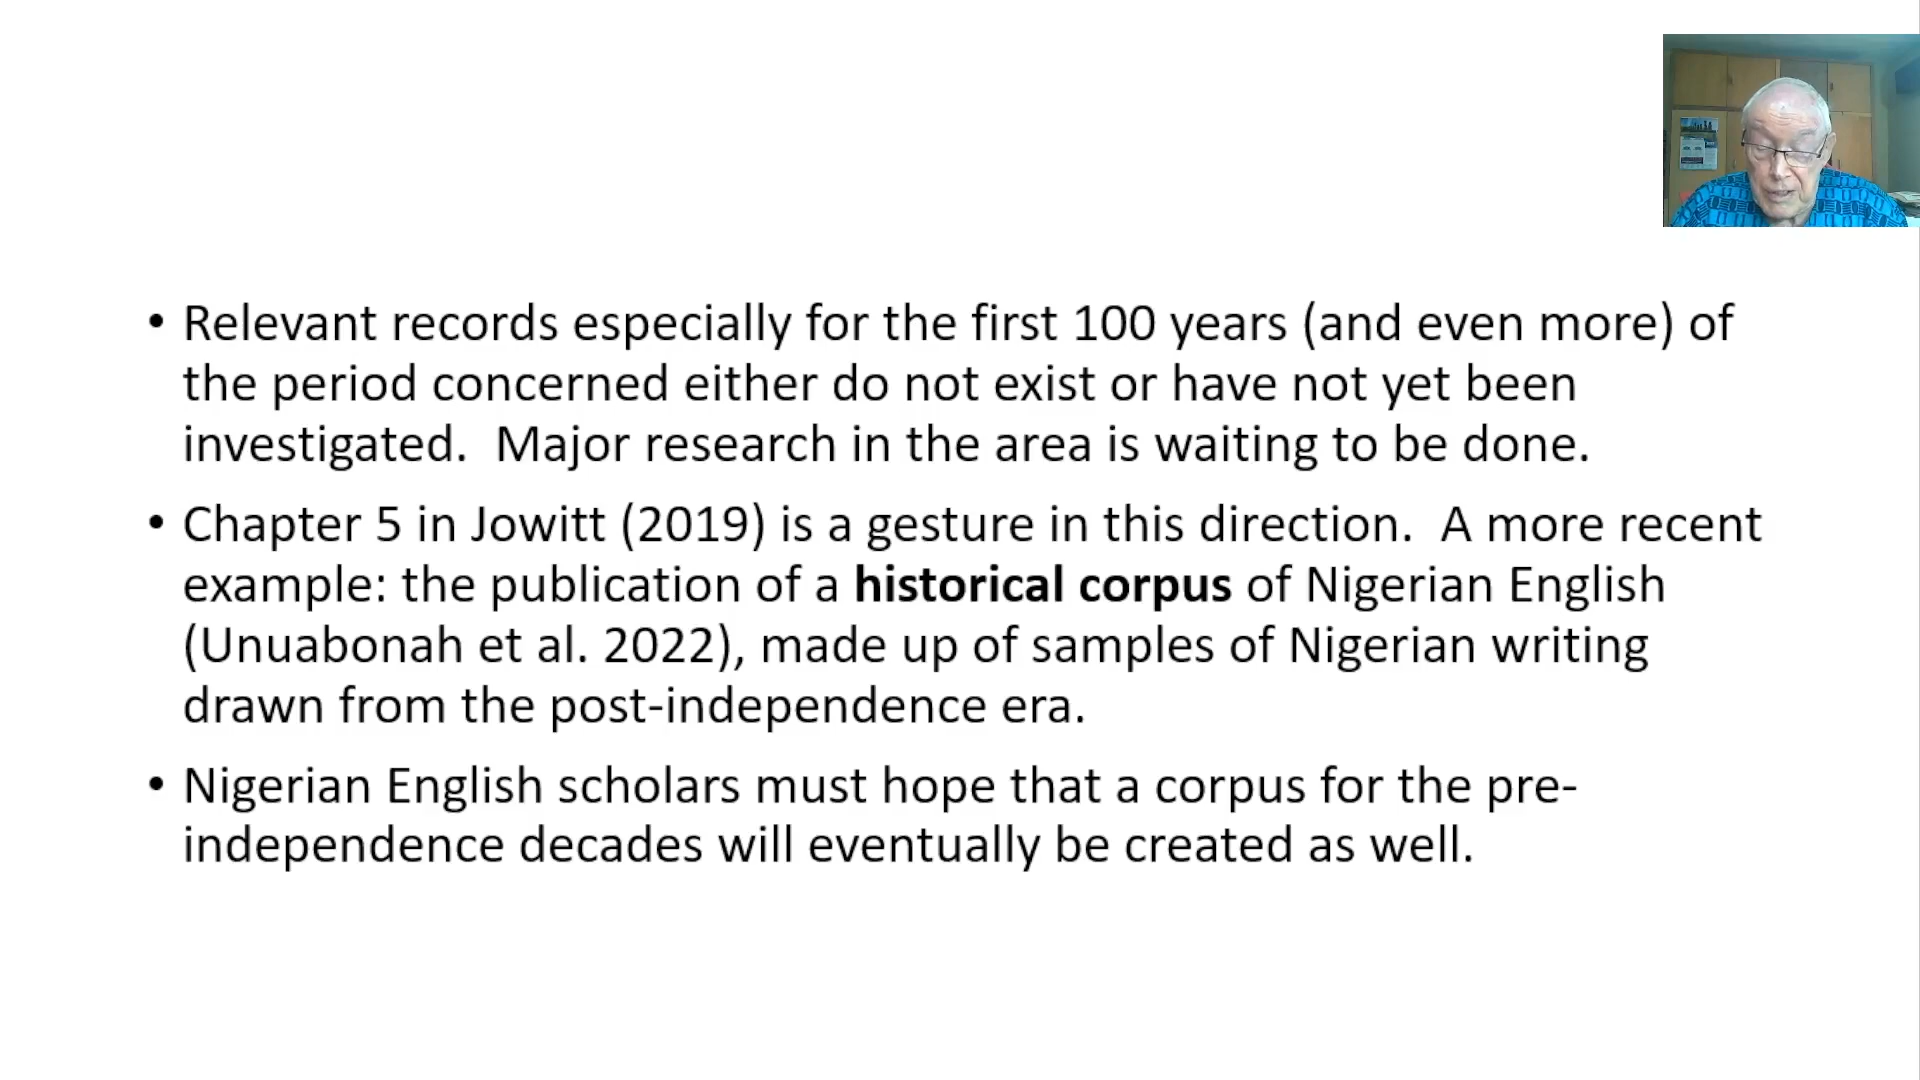 • Relevant records especially for the first 100 years (and even more) of
the period concerned either do not exist or have not yet been
investigated.  Major research in the area is waiting to be done.
• Chapter 5 in Jowitt (2019) is a gesture in this direction.  A more recent
example: the publication of a historical corpus of Nigerian English
(Unuabonah et al. 2022), made up of samples of Nigerian writing
drawn from the post-independence era.
• Nigerian English scholars must hope that a corpus for the pre-
independence decades will eventually be created as well.